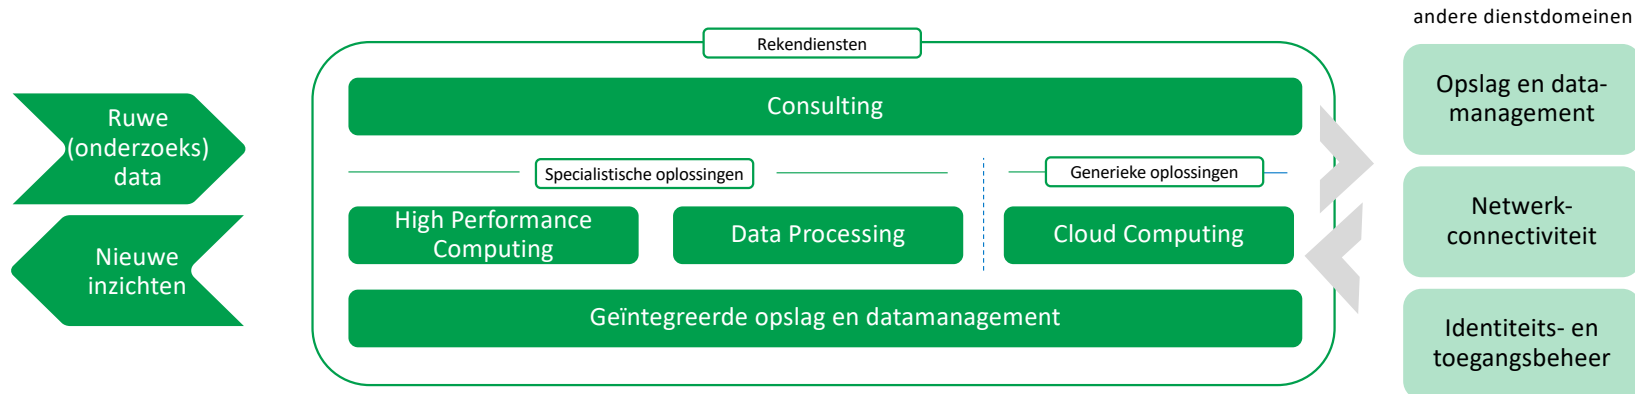 andere dienstdomeinen
Rekendiensten
Ruwe
(onderzoeks)
data
Nieuwe
inzichten
Consulting
Specialistische oplossingen
Generieke oplossingen
High Performance
Computing
Data Processing
Cloud Computing
Geïntegreerde opslag en datamanagement
Opslag en data-
management
Netwerk-
connectiviteit
Identiteits- en
toegangsbeheer